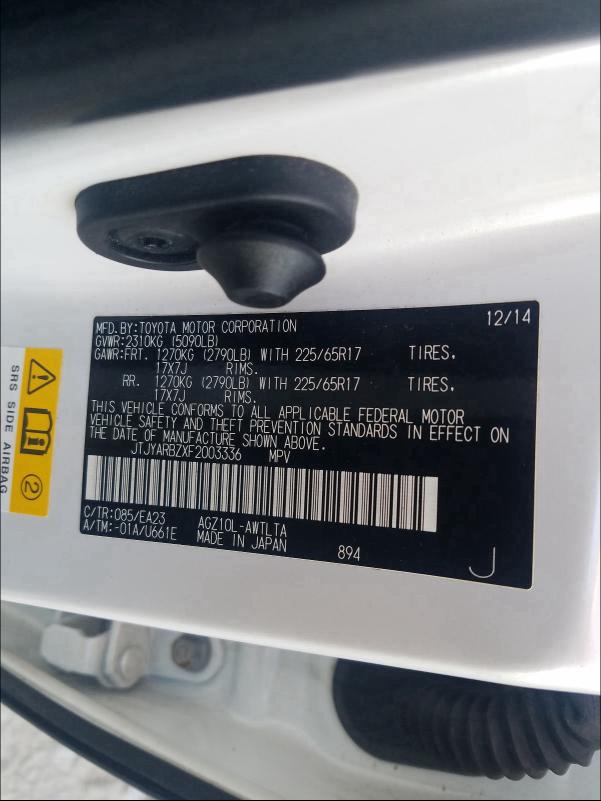 12/14
MFD.BY:TOYOTA MOTOR CORPORATION
GVWR:2310KG (5090LB)
GAWR:FRT. 1270KG (2790LB) WITH 225/65R17 TIRES,
17X7J RIMS.
RR. 1270KG (2790LB) WITH 225/65R17 TIRES,
17X7J RIMS.
THIS VEHICLE CONFORMS TO ALL APPLICABLE FEDERAL MOTOR
VEHICLE SAFETY AND THEFT PREVENTION STANDARDS IN EFFECT ON
THE DATE OF MANUFACTURE SHOWN ABOVE.
JTJYARBZXF2003336 MPV
C/TR:085/EA23 AGZ10L-AWTLTA
A/TM:-01A/U661E MADE IN JAPAN 894 J
SRS SIDE AIRBAG
2